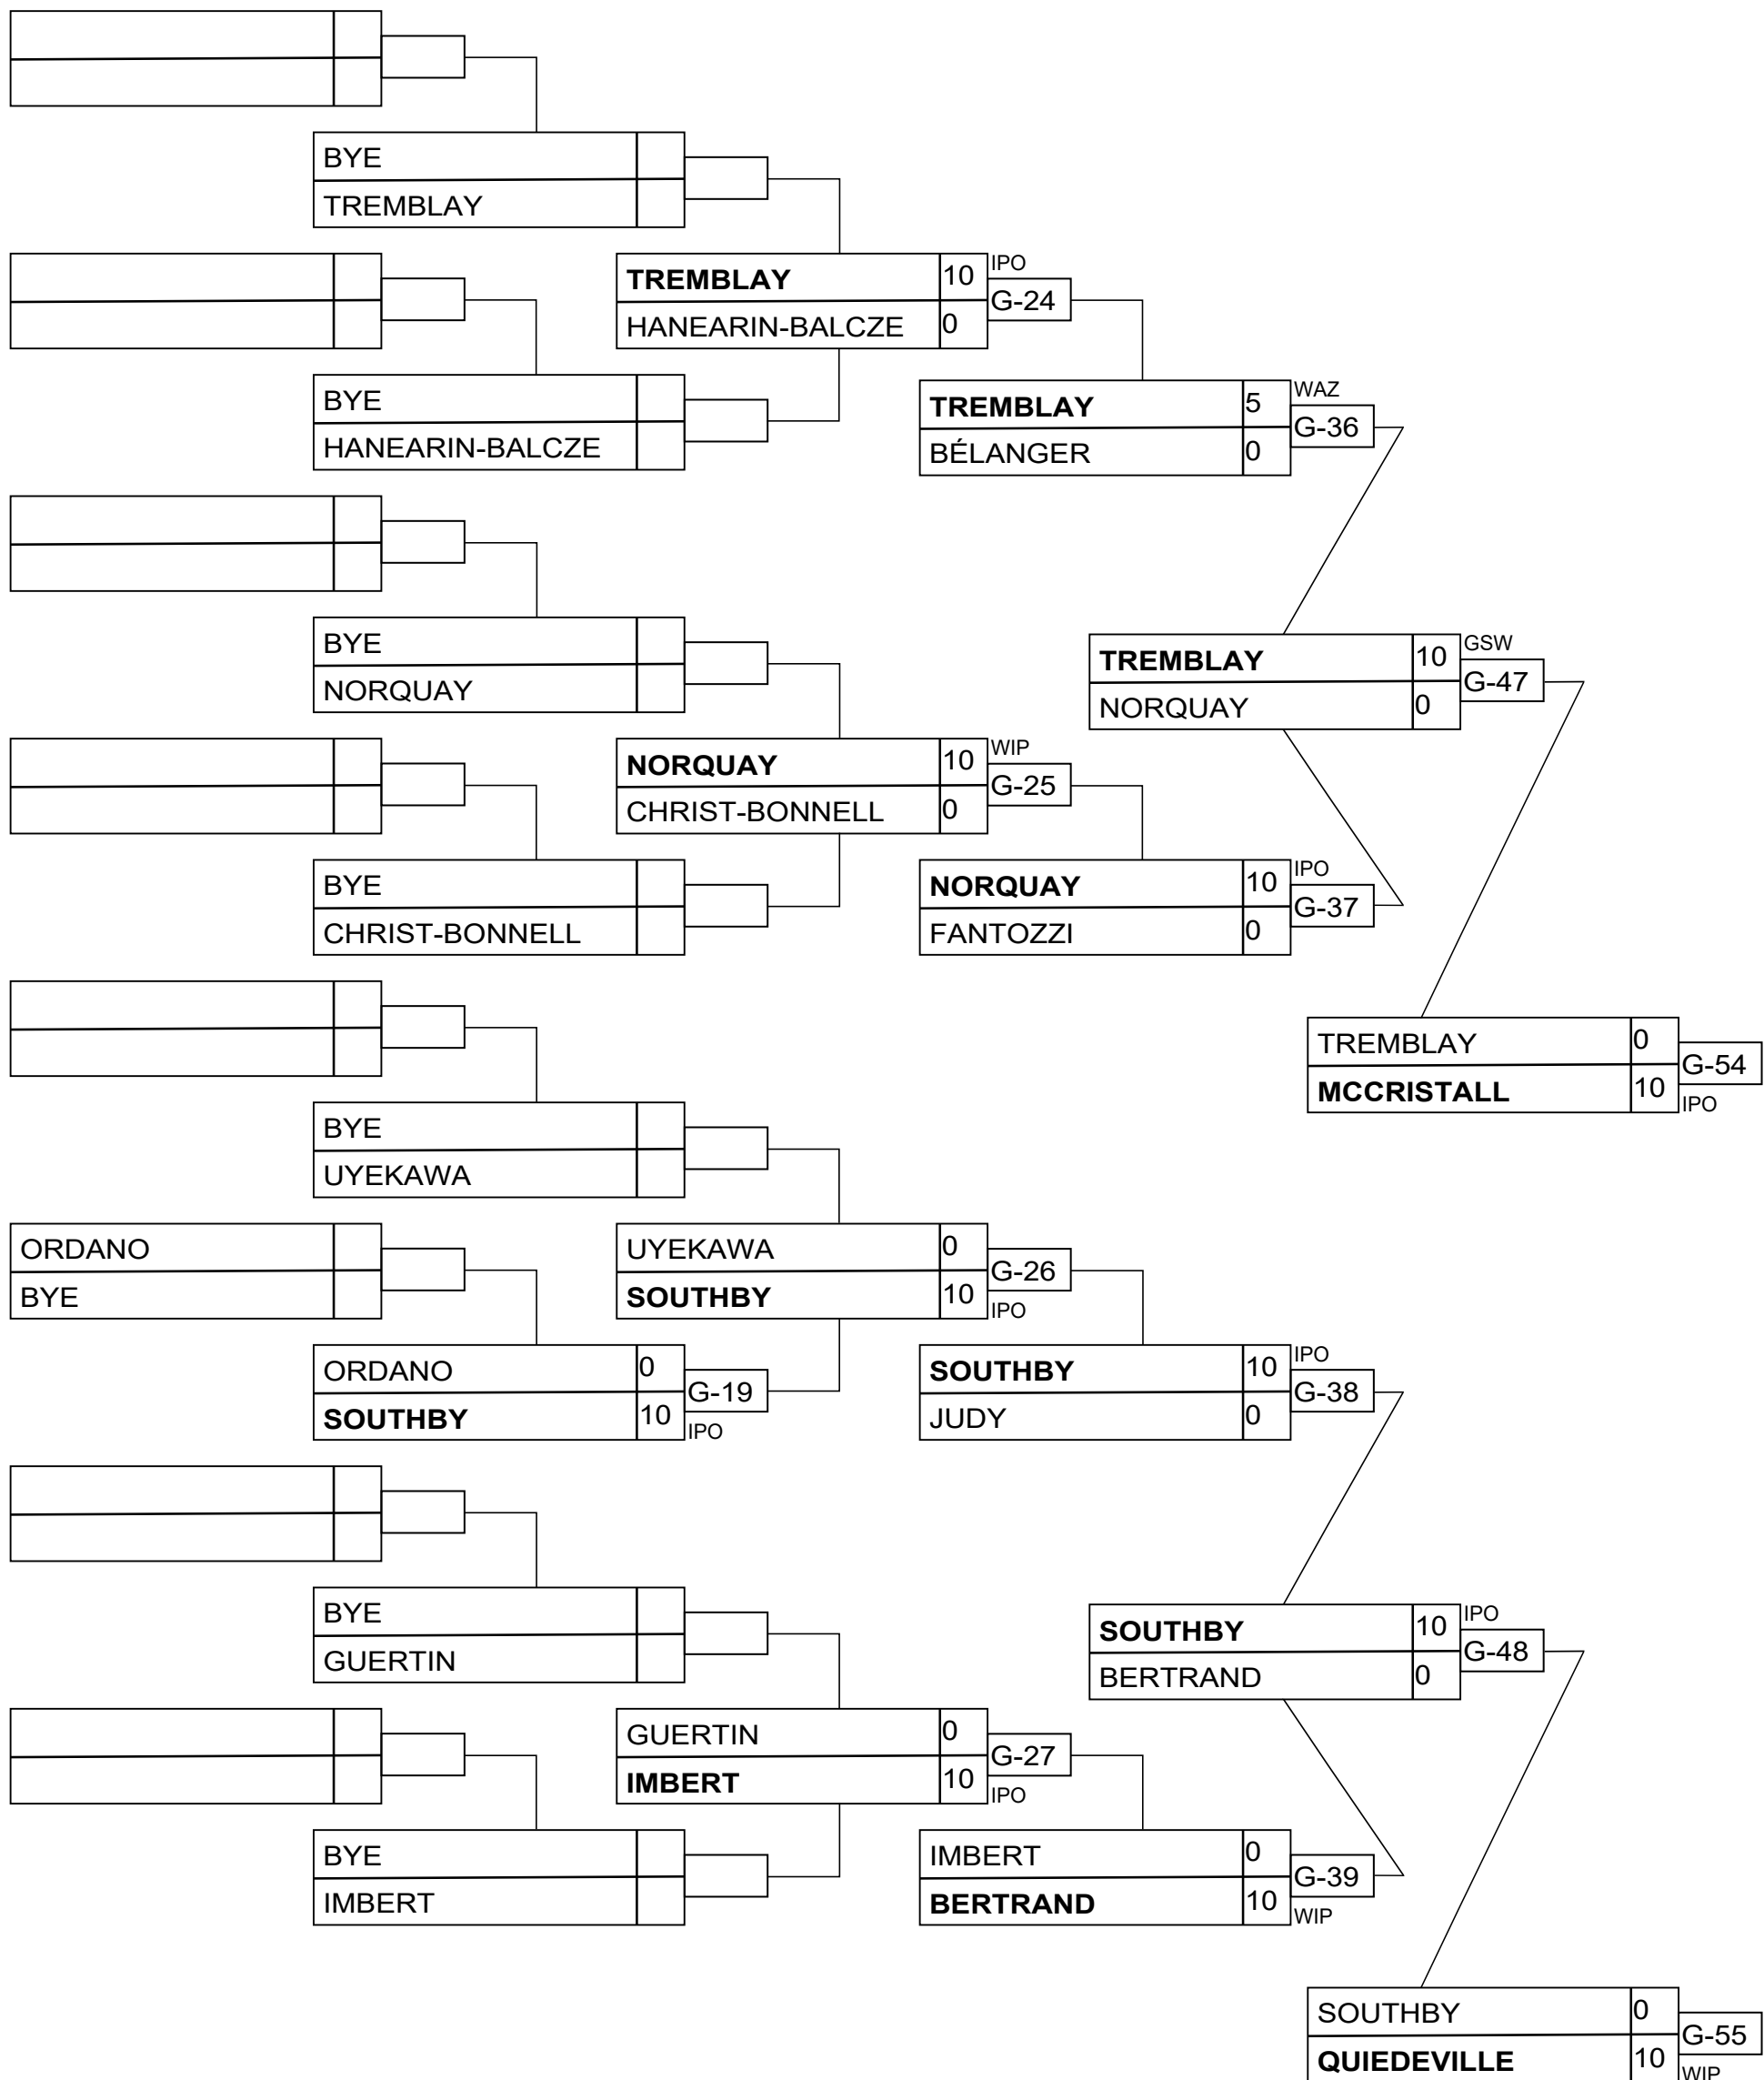 BYE
TREMBLAY
TREMBLAY 10 IPO
G-24
HANEARIN-BALCZE 0
BYE
HANEARIN-BALCZE
TREMBLAY 5 WAZ
G-36
BÉLANGER 0
BYE
NORQUAY
TREMBLAY 10 GSW
G-47
NORQUAY 0
NORQUAY 10 WIP
G-25
CHRIST-BONNELL 0
BYE
CHRIST-BONNELL
NORQUAY 10 IPO
G-37
FANTOZZI 0
TREMBLAY 0
G-54
MCCRISTALL 10 IPO
BYE
UYEKAWA
ORDANO
BYE
UYEKAWA 0
G-26
SOUTHBY 10 IPO
ORDANO 0
G-19
SOUTHBY 10 IPO
SOUTHBY 10 IPO
G-38
JUDY 0
BYE
GUERTIN
SOUTHBY 10 IPO
G-48
BERTRAND 0
GUERTIN 0
G-27
IMBERT 10 IPO
BYE
IMBERT
IMBERT 0
G-39
BERTRAND 10 WIP
SOUTHBY 0
G-55
QUIEDEVILLE 10 WIP